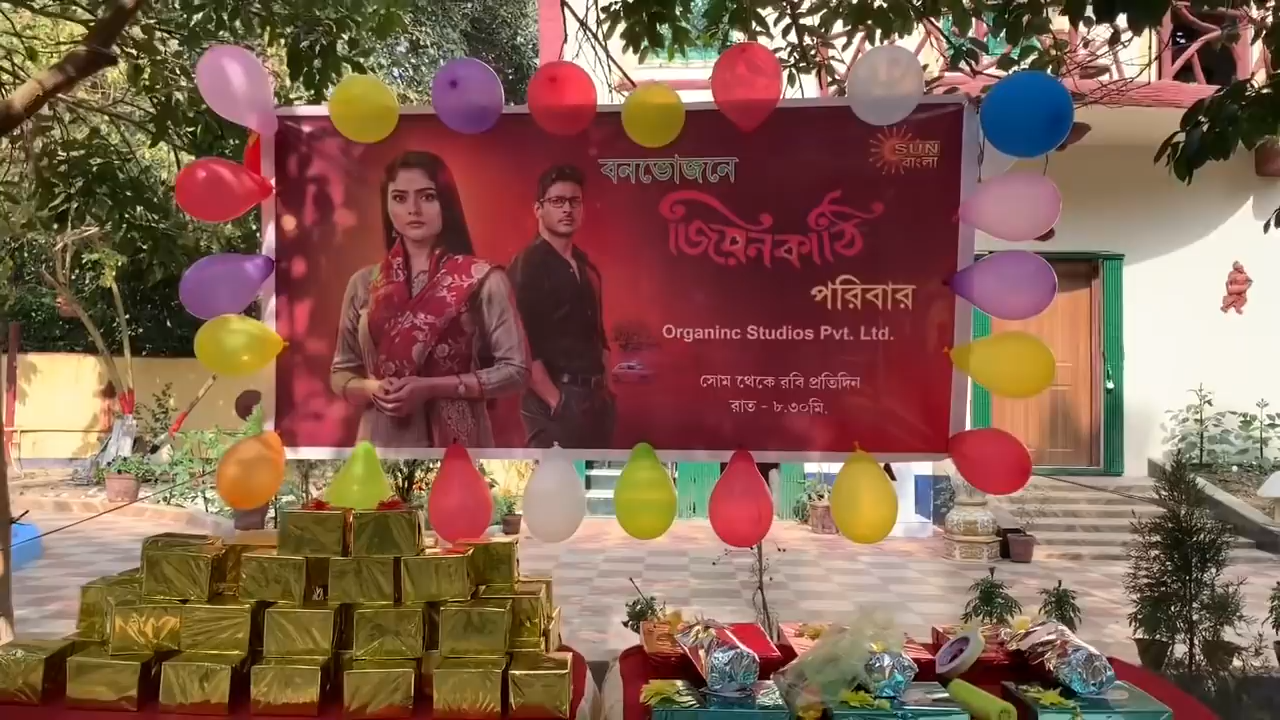 বনভোজনে
SUN
বাংলা
জিয়নকাঠি
পরিবার
Organinc Studios Pvt. Ltd.
সোম থেকে রবি প্রতিদিন
রাত - ৮.৩০মি.